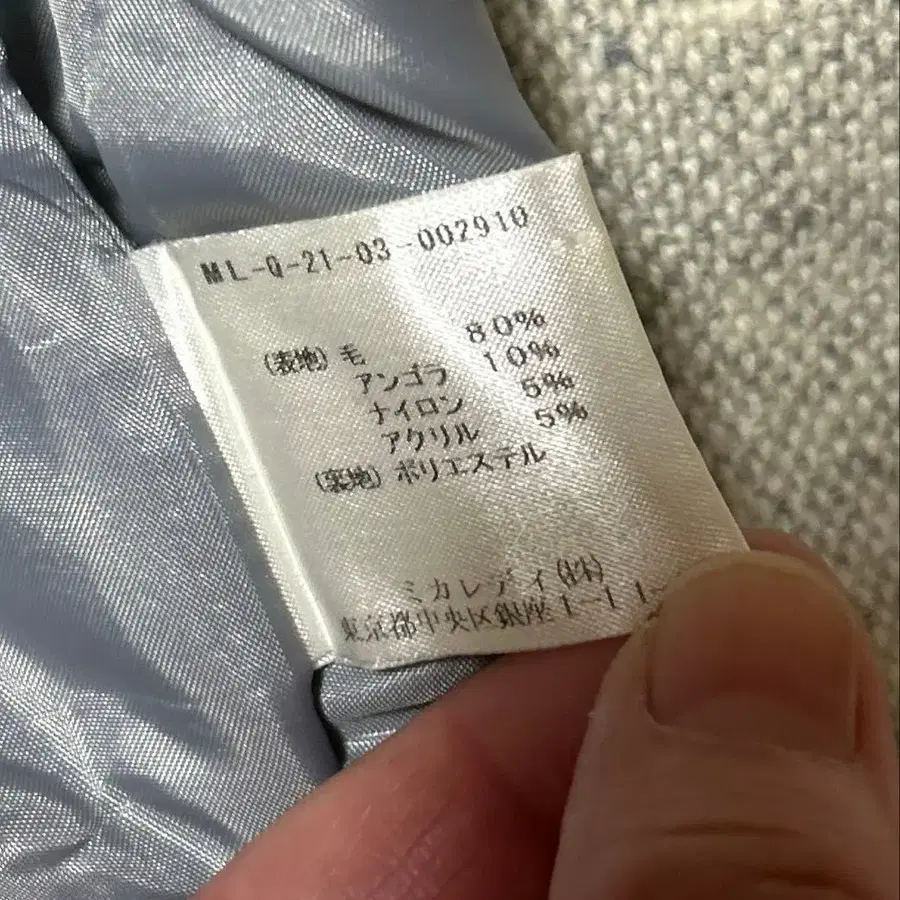 ML-Q-21-03-002910
(表地) 毛 80%
アンゴラ 10%
ナイロン 5%
アクリル 5%
(裏地) ポリエステル
ミカレディ(株)
東京都中央区銀座1-11